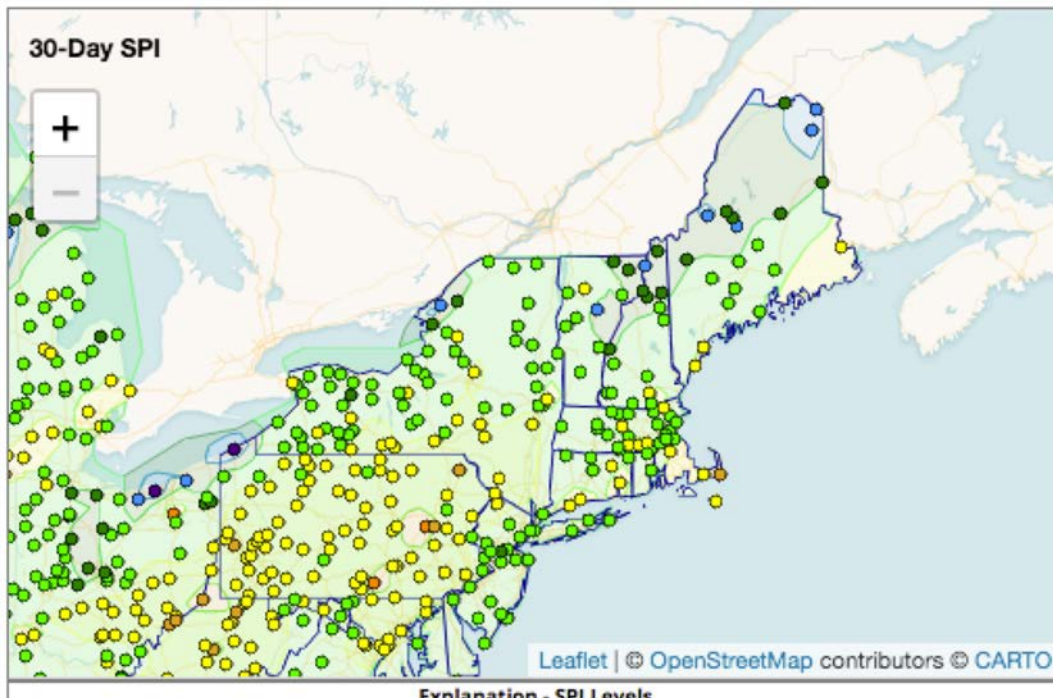 30-Day SPI
+
−
Leaflet | © OpenStreetMap contributors © CARTO
Explanation - SPI Levels